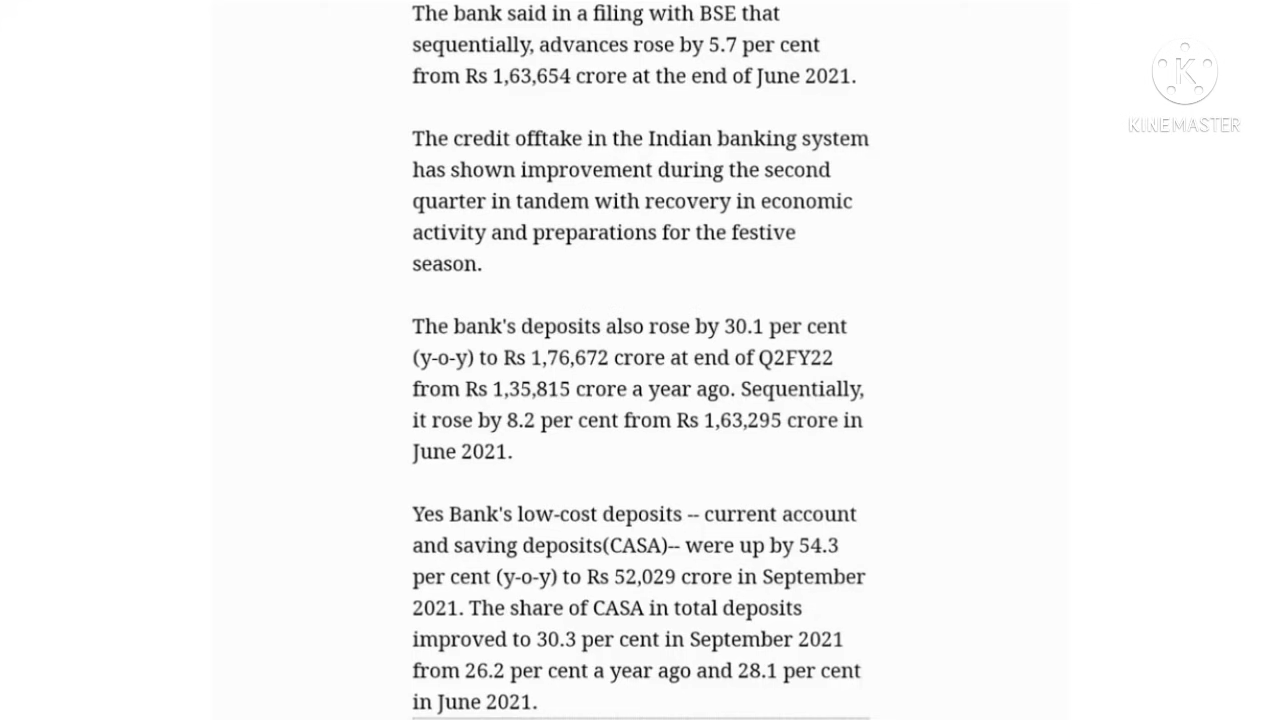 The bank said in a filing with BSE that
sequentially, advances rose by 5.7 per cent
from Rs 1,63,654 crore at the end of June 2021.
The credit offtake in the Indian banking system
has shown improvement during the second
quarter in tandem with recovery in economic
activity and preparations for the festive
season.
The bank's deposits also rose by 30.1 per cent
(y-o-y) to Rs 1,76,672 crore at end of Q2FY22
from Rs 1,35,815 crore a year ago. Sequentially,
it rose by 8.2 per cent from Rs 1,63,295 crore in
June 2021.
Yes Bank's low-cost deposits -- current account
and saving deposits(CASA)-- were up by 54.3
per cent (y-o-y) to Rs 52,029 crore in September
2021. The share of CASA in total deposits
improved to 30.3 per cent in September 2021
from 26.2 per cent a year ago and 28.1 per cent
in June 2021.
K
KINEMASTER